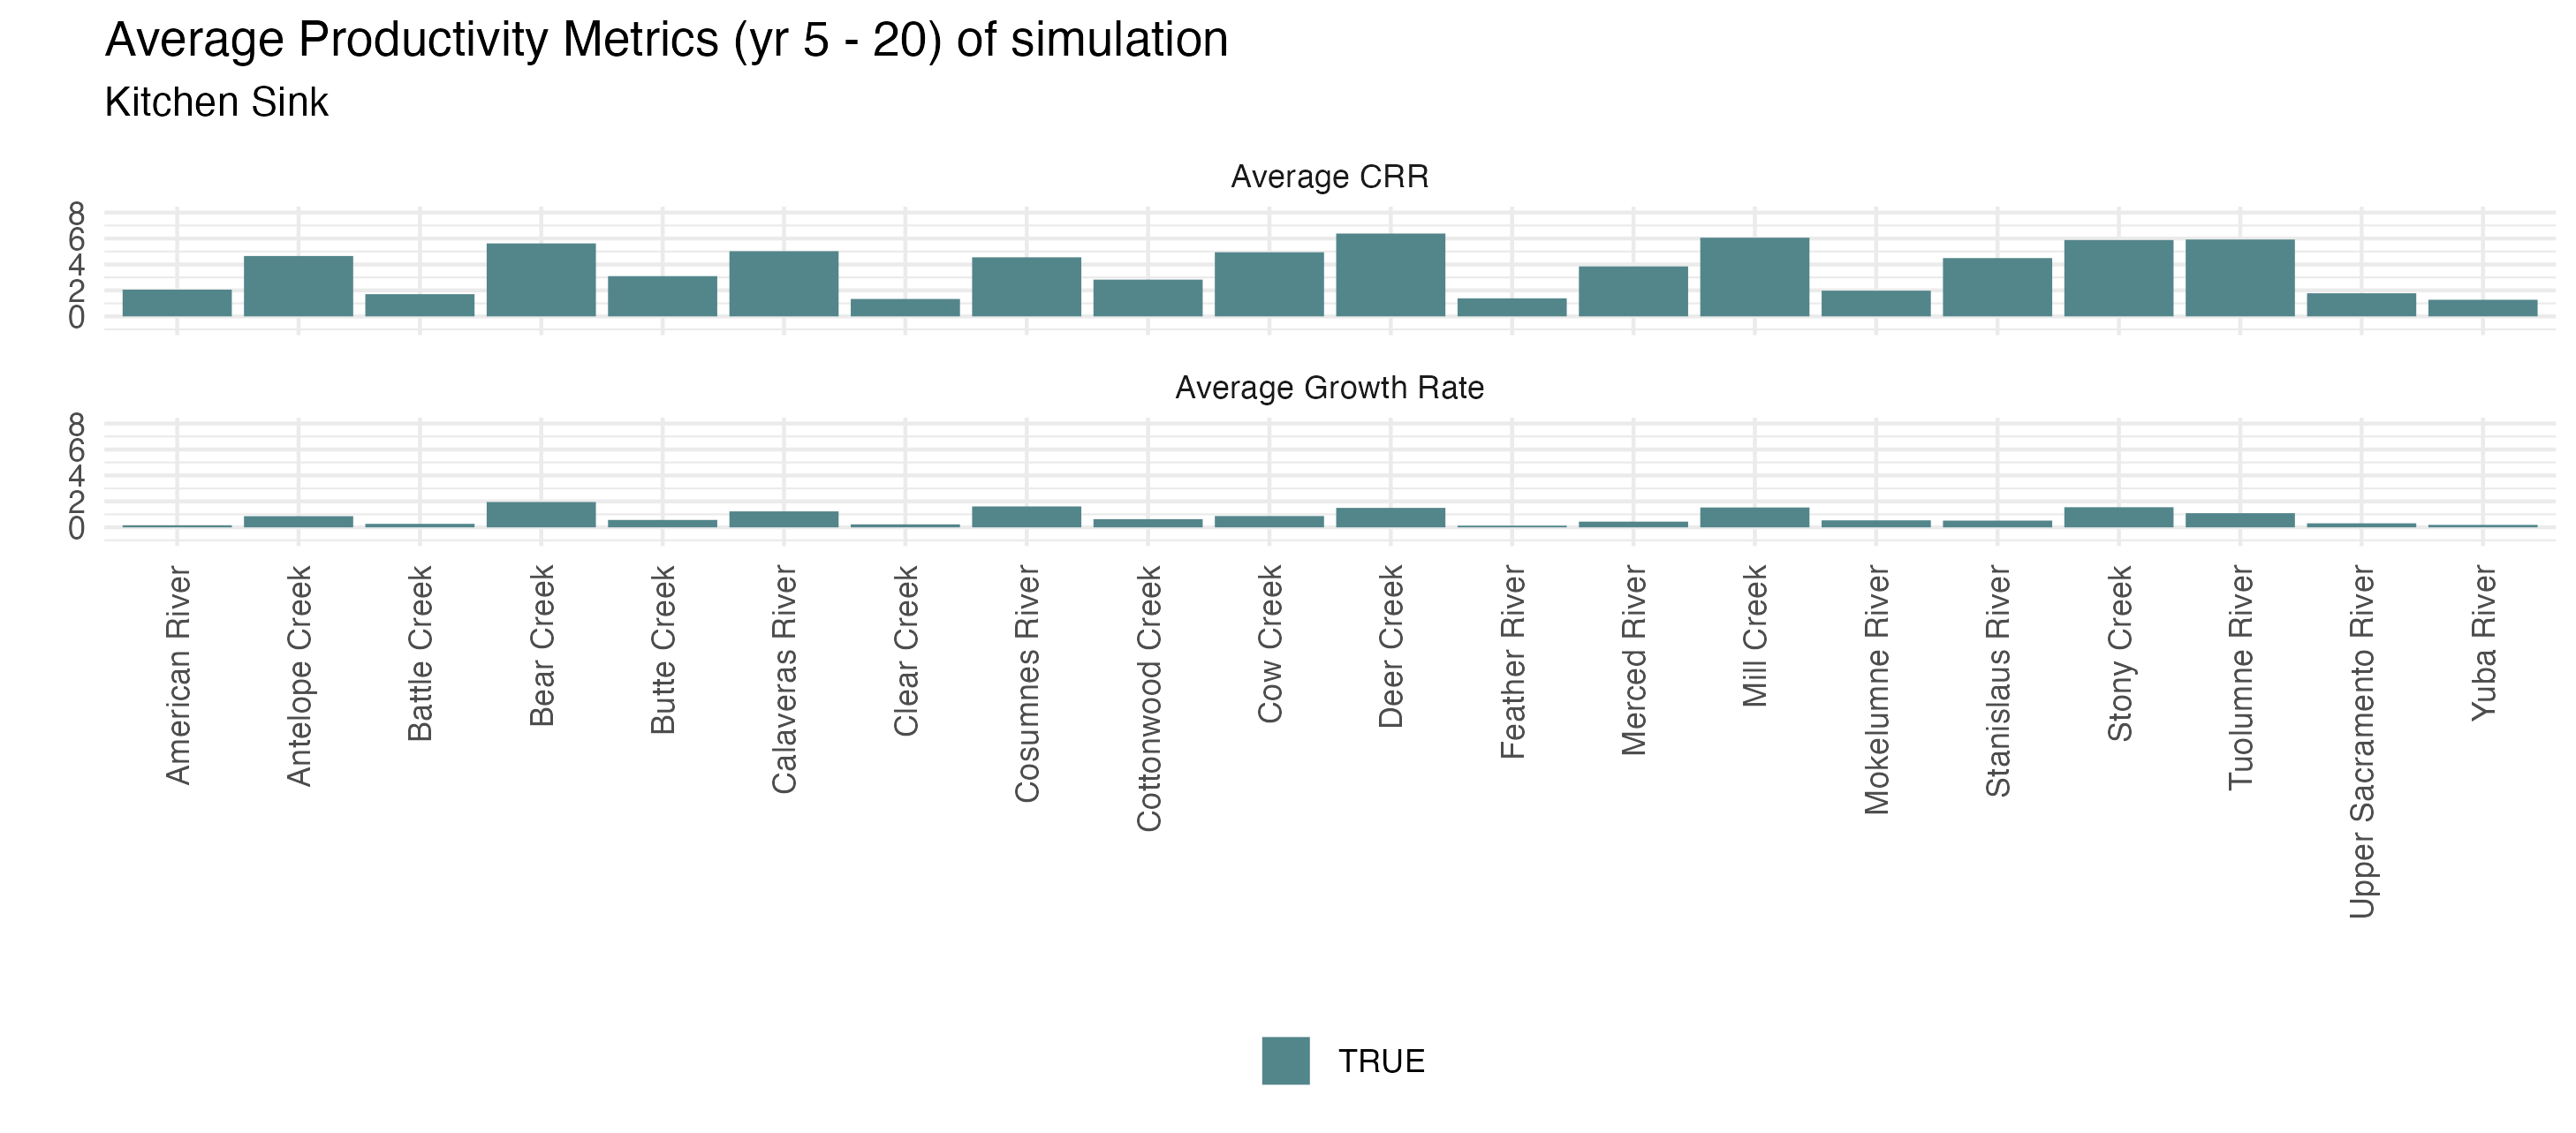 Average Productivity Metrics (yr 5 - 20) of simulation
Kitchen Sink
Average CRR
8
6
4
2
0
Average Growth Rate
8
6
4
2
0
American River
Antelope Creek
Battle Creek
Bear Creek
Butte Creek
Calaveras River
Clear Creek
Cosumnes River
Cottonwood Creek
Cow Creek
Deer Creek
Feather River
Merced River
Mill Creek
Mokelumne River
Stanislaus River
Stony Creek
Tuolumne River
Upper Sacramento River
Yuba River
TRUE